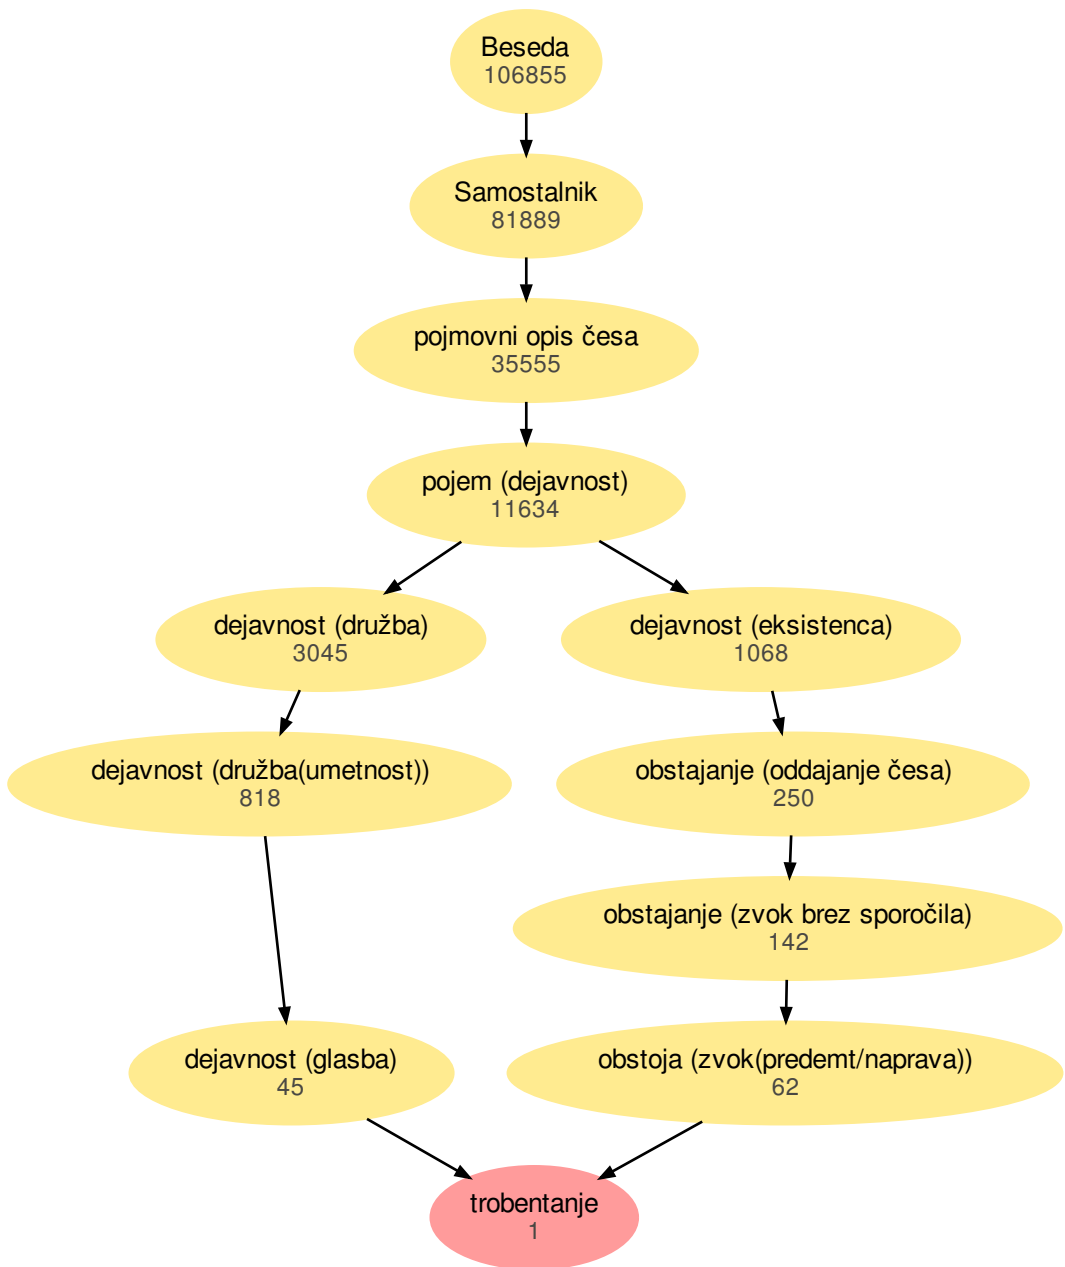 Beseda
106855
Samostalnik
81889
pojmovni opis česa
35555
pojem (dejavnost)
11634
dejavnost (družba)
3045
dejavnost (eksistenca)
1068
dejavnost (družba(umetnost))
818
obstajanje (oddajanje česa)
250
obstajanje (zvok brez sporočila)
142
dejavnost (glasba)
45
obstoja (zvok(predemt/naprava))
62
trobentanje
1